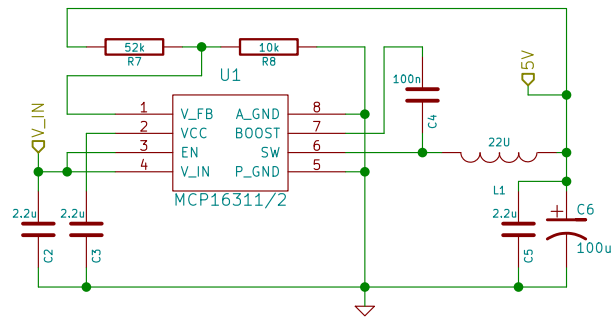 52k
R7
10k
R8
U1
5V
V_IN
100n
C4
1
V_FB
A_GND
8
2
VCC
BOOST
7
3
EN
SW
6
4
V_IN
P_GND
5
22U
MCP16311/2
L1
2.2u
C2
2.2u
C3
2.2u
C5
+
C6
100u